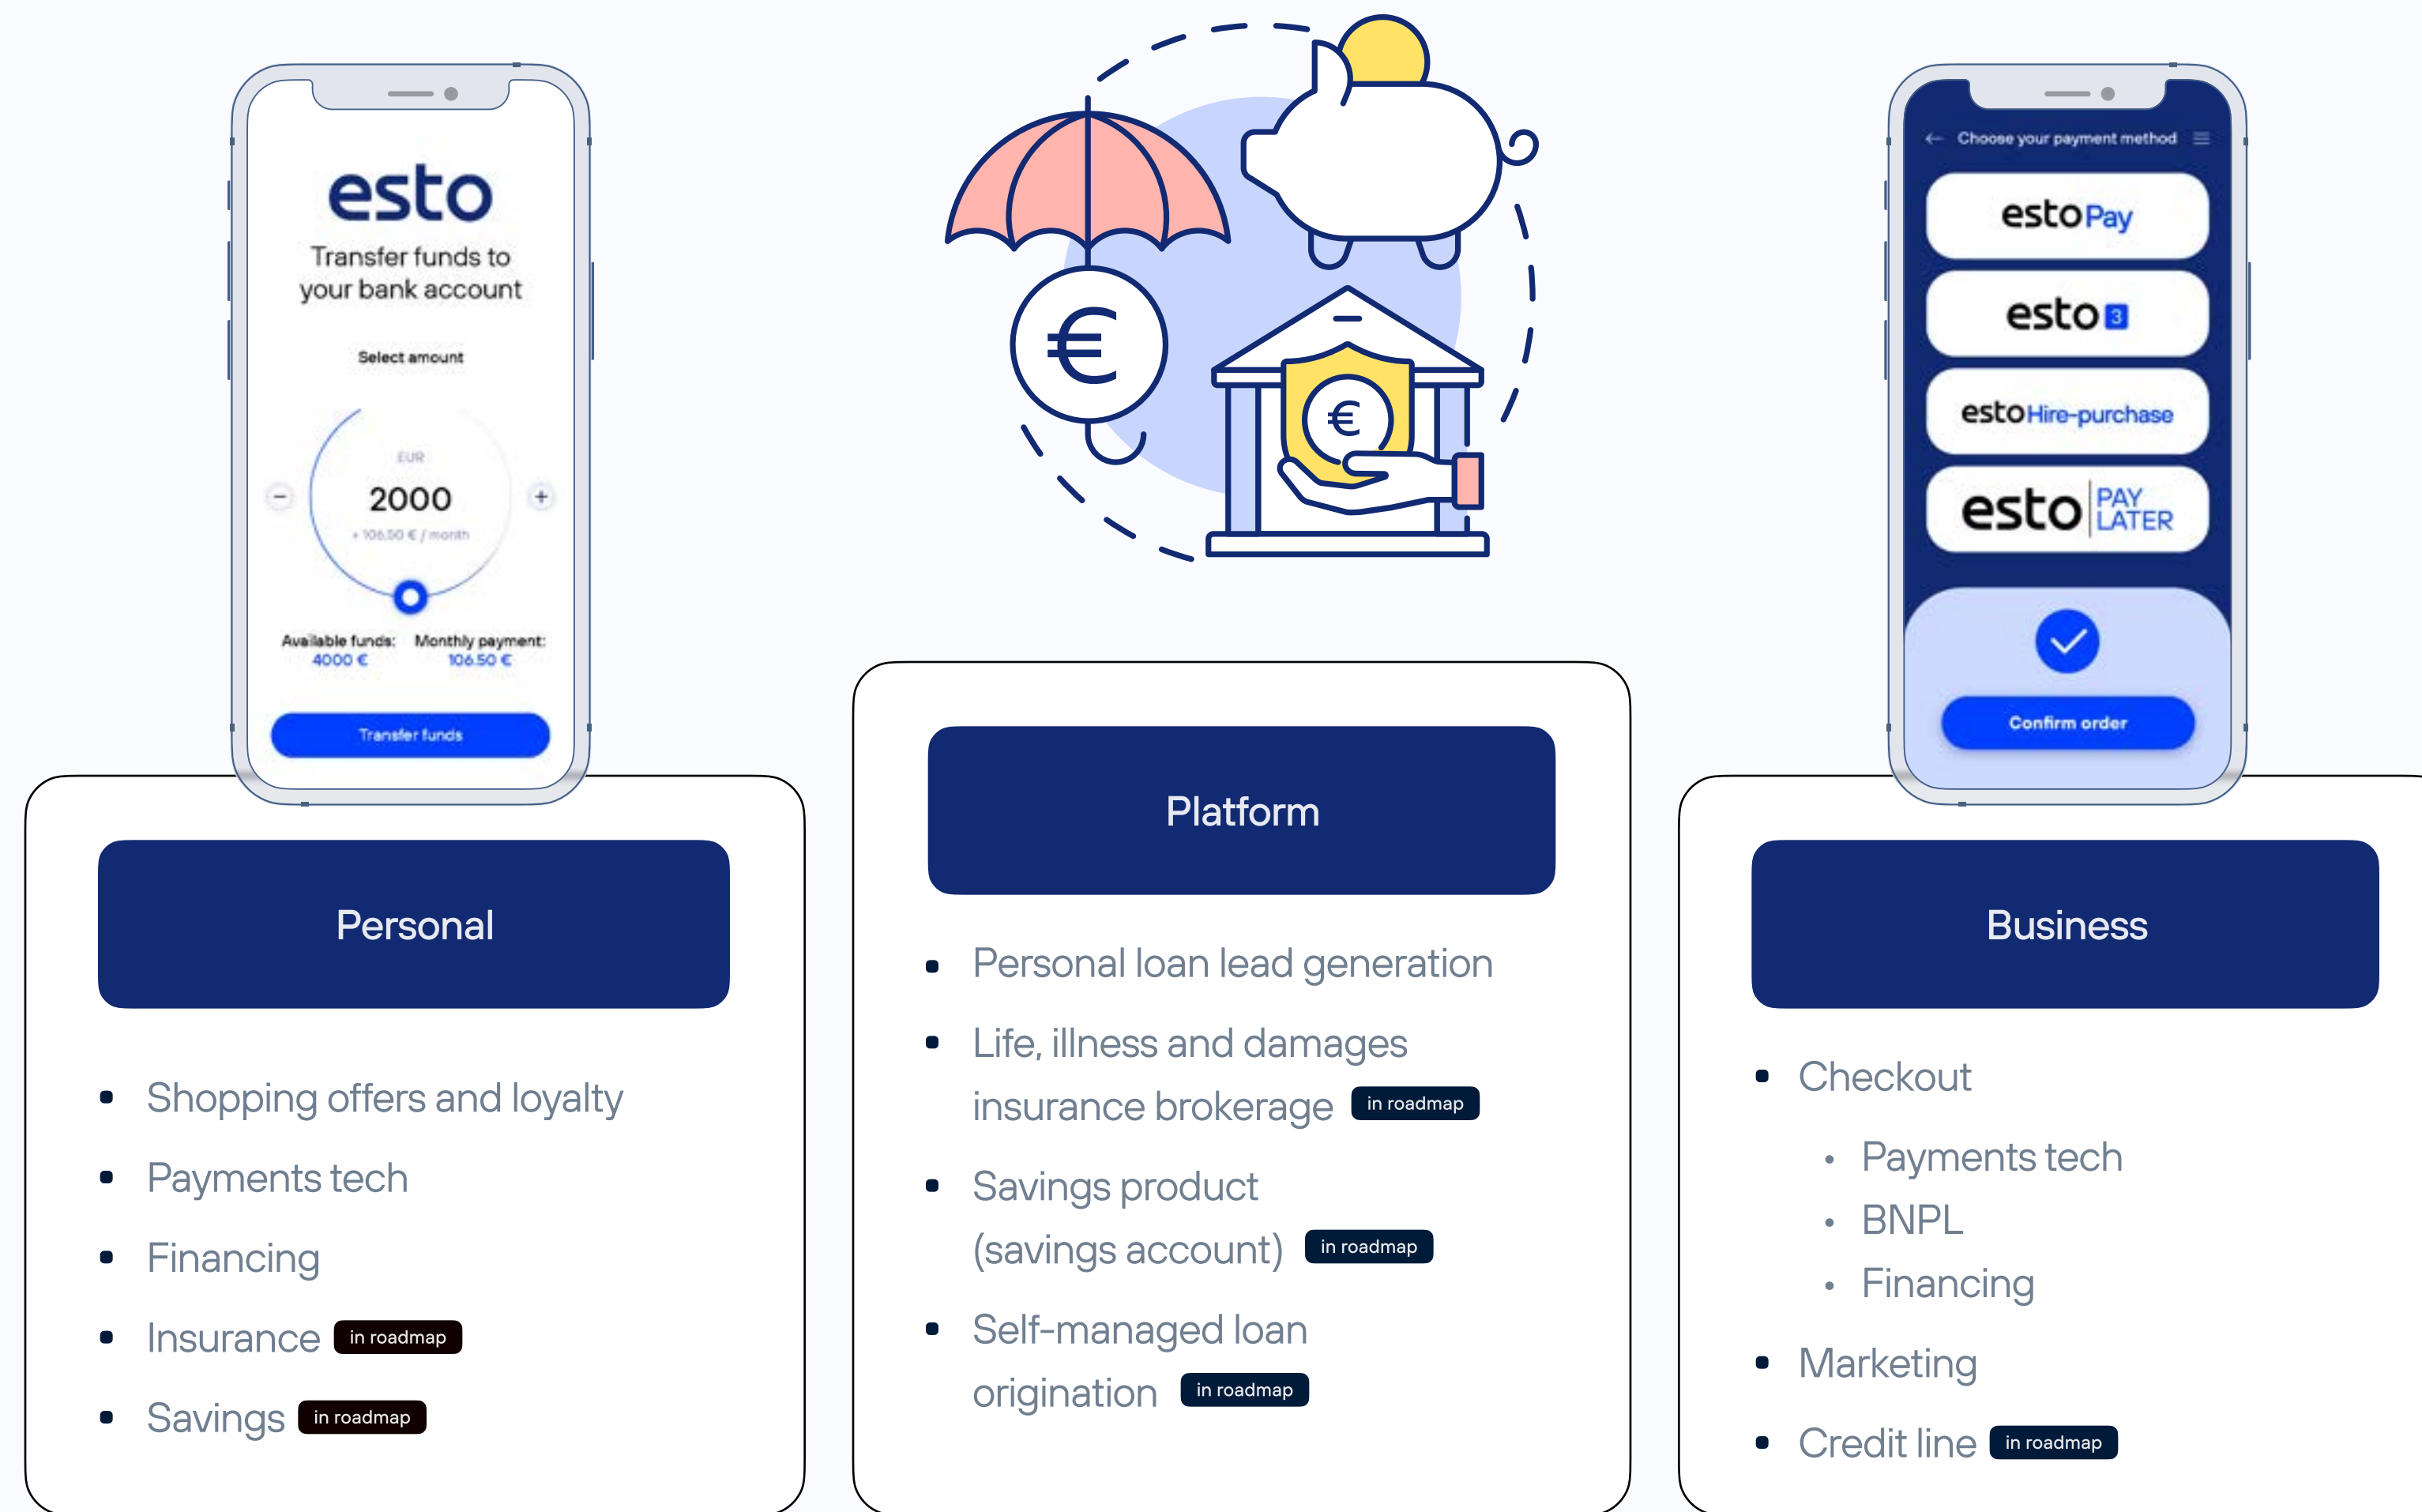 esto
Transfer funds to
your bank account
Select amount
EUR
2000
+ 106.50 € / month
Available funds: Monthly payment:
4000 € 106.50 €
Transfer funds
Personal
Shopping offers and loyalty
Payments tech
Financing
Insurance in roadmap
Savings in roadmap
€
€
Platform
Personal loan lead generation
Life, illness and damages
insurance brokerage in roadmap
Savings product
(savings account) in roadmap
Self-managed loan
origination in roadmap
Choose your payment method
esto Pay
esto 3
esto Hire-purchase
esto PAY
LATER
Confirm order
Business
Checkout
Payments tech
BNPL
Financing
Marketing
Credit line in roadmap